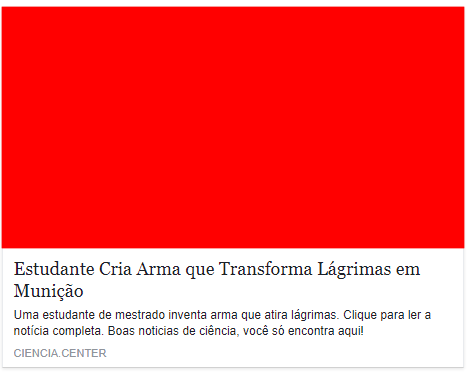 Estudante Cria Arma que Transforma Lágrimas em
Munição
Uma estudante de mestrado inventa arma que atira lágrimas. Clique para ler a
notícia completa. Boas noticias de ciência, você só encontra aqui!
CIENCIA.CENTER